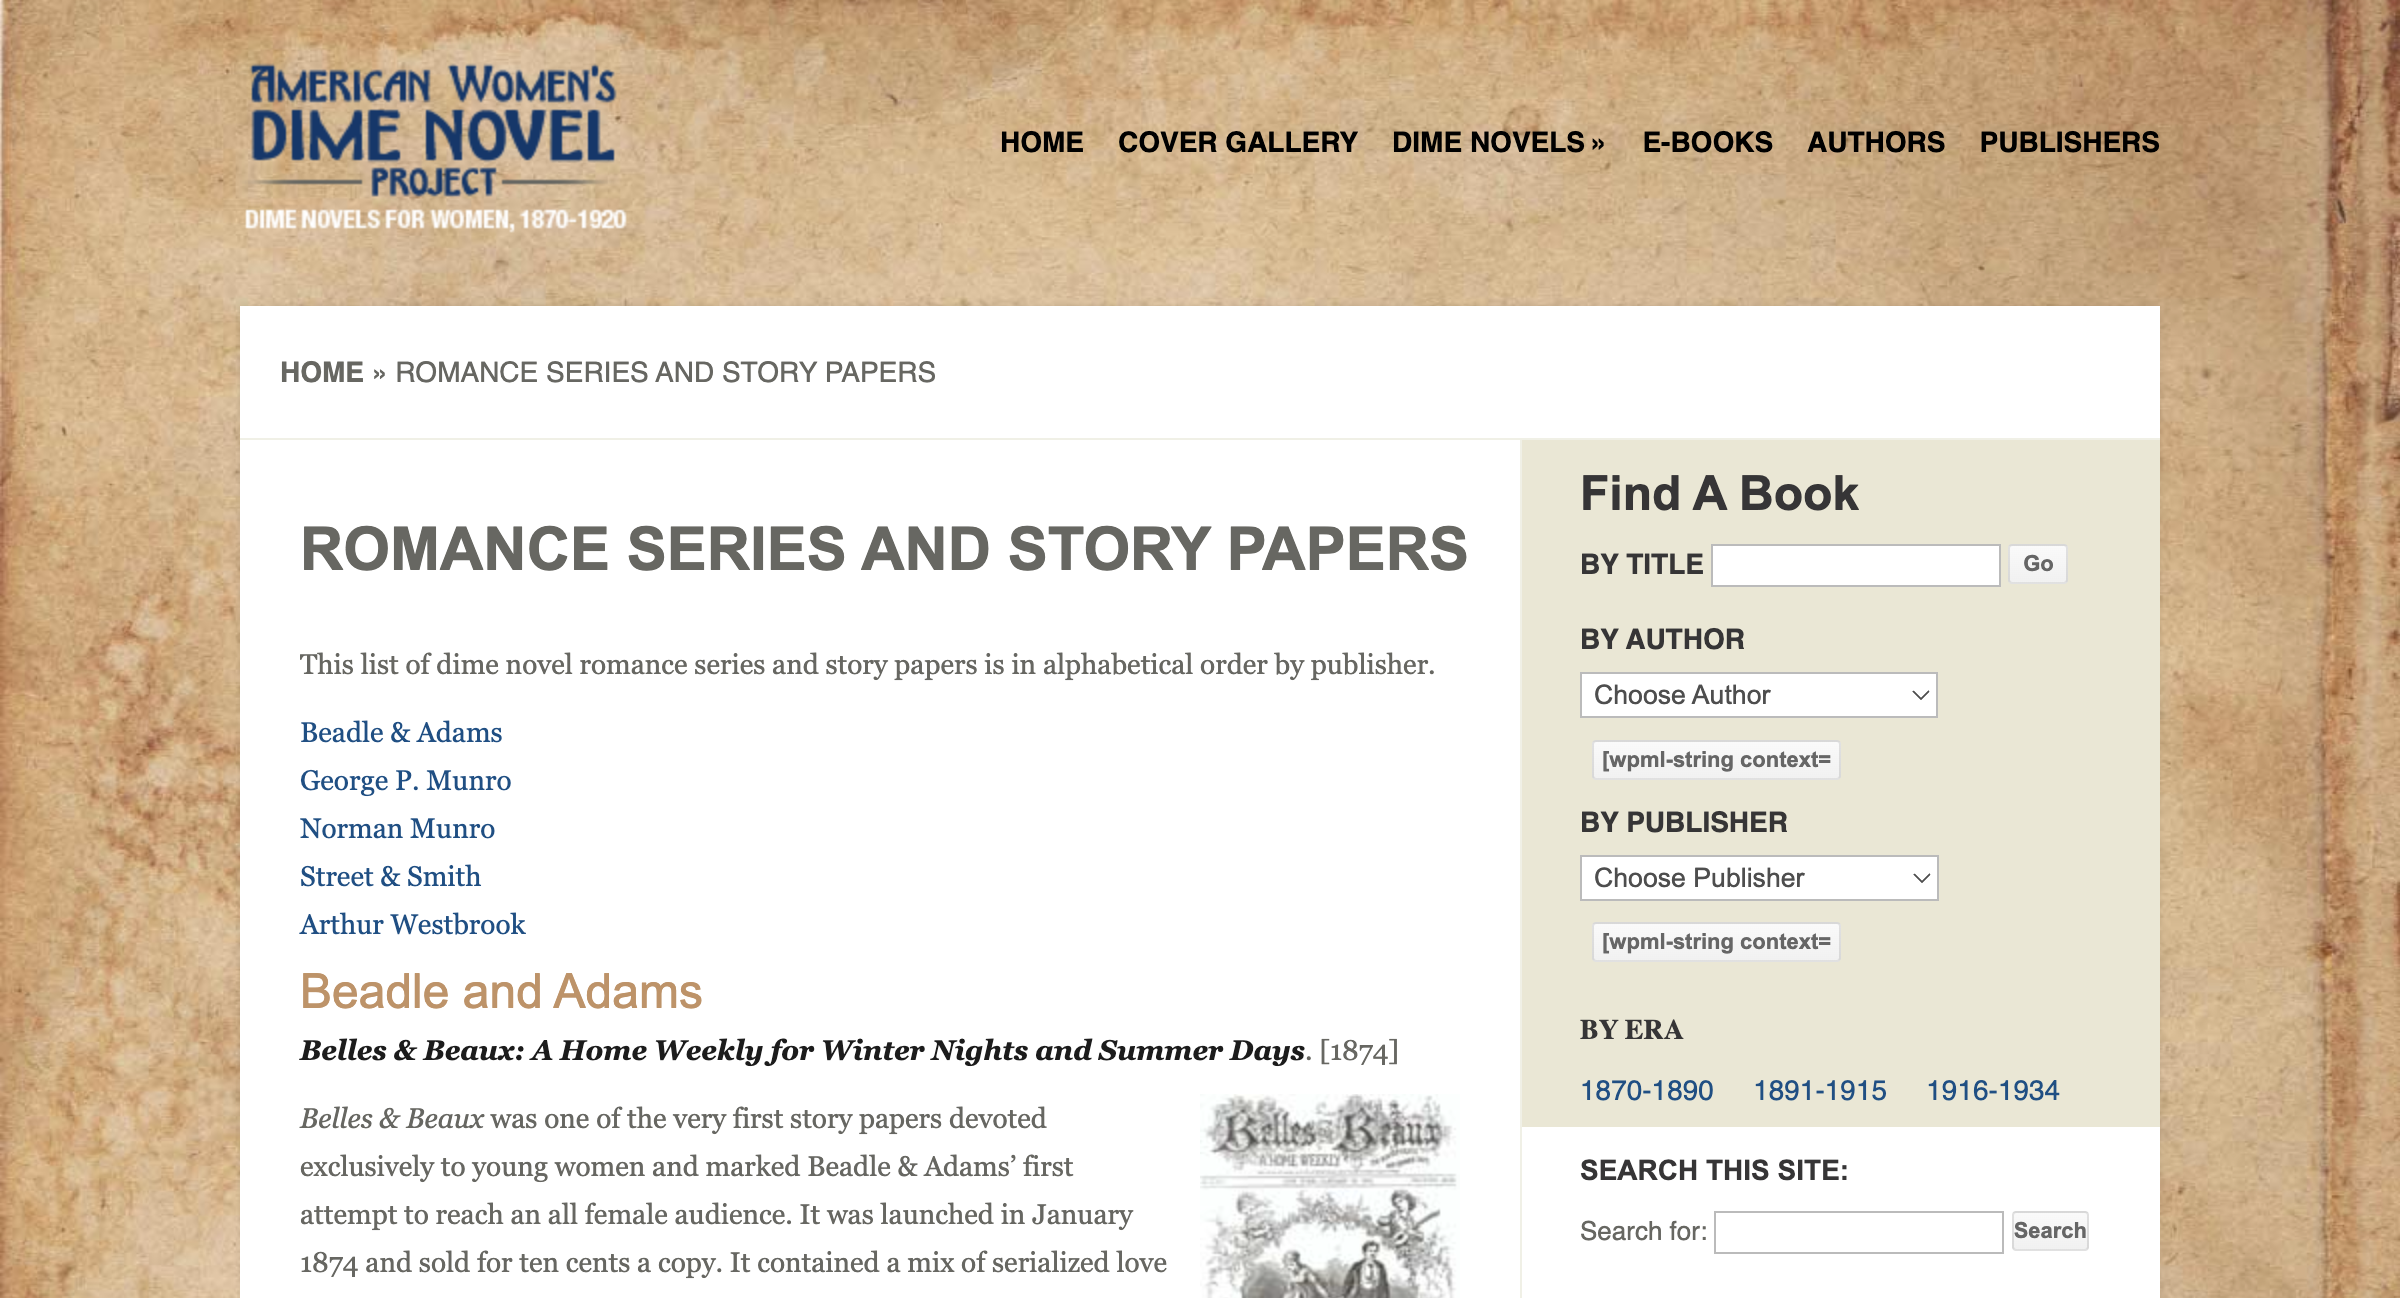 AMERICAN WOMEN'S
DIME NOVEL
PROJECT
DIME NOVELS FOR WOMEN, 1870-1920
HOME COVER GALLERY DIME NOVELS » E-BOOKS AUTHORS PUBLISHERS
HOME » ROMANCE SERIES AND STORY PAPERS
ROMANCE SERIES AND STORY PAPERS
This list of dime novel romance series and story papers is in alphabetical order by publisher.
Beadle & Adams
George P. Munro
Norman Munro
Street & Smith
Arthur Westbrook
Beadle and Adams
Belles & Beaux: A Home Weekly for Winter Nights and Summer Days. [1874]
Belles & Beaux was one of the very first story papers devoted
exclusively to young women and marked Beadle & Adams’ first
attempt to reach an all female audience. It was launched in January
1874 and sold for ten cents a copy. It contained a mix of serialized love
Belles and Beaux
A HOME WEEKLY
Find A Book
BY TITLE Go
BY AUTHOR
Choose Author
[wpml-string context=
BY PUBLISHER
Choose Publisher
[wpml-string context=
BY ERA
1870-1890 1891-1915 1916-1934
SEARCH THIS SITE:
Search for: Search